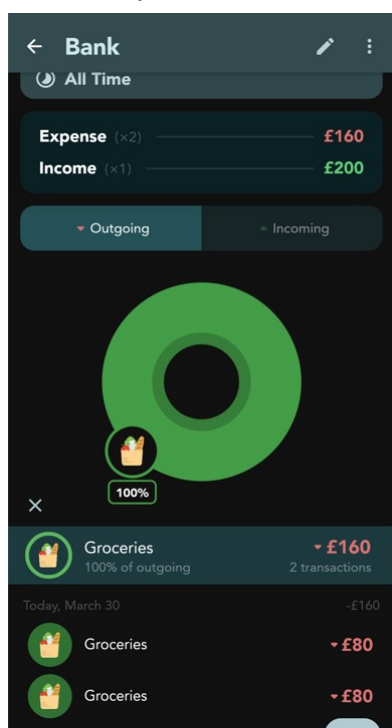 Bank
All Time
Expense (×2) £160
Income (×1) £200
Outgoing Incoming
100%
Groceries £160
100% of outgoing 2 transactions
Today, March 30 -£160
Groceries £80
Groceries £80